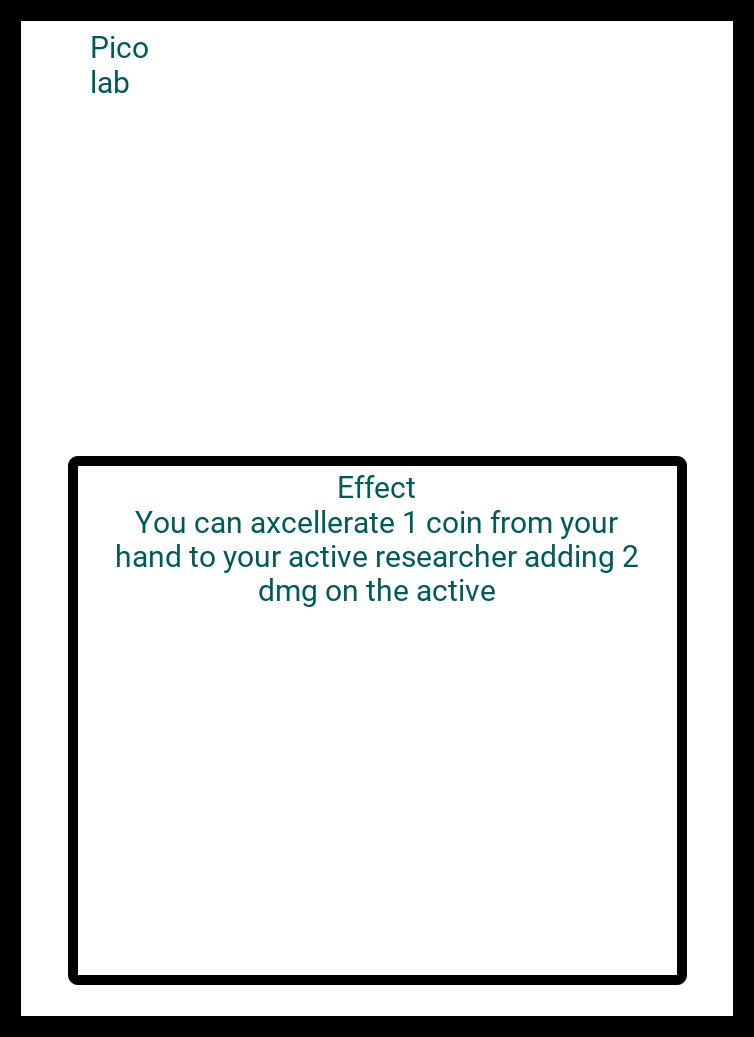 Pico
lab
Effect
You can axcellerate 1 coin from your
hand to your active researcher adding 2
dmg on the active